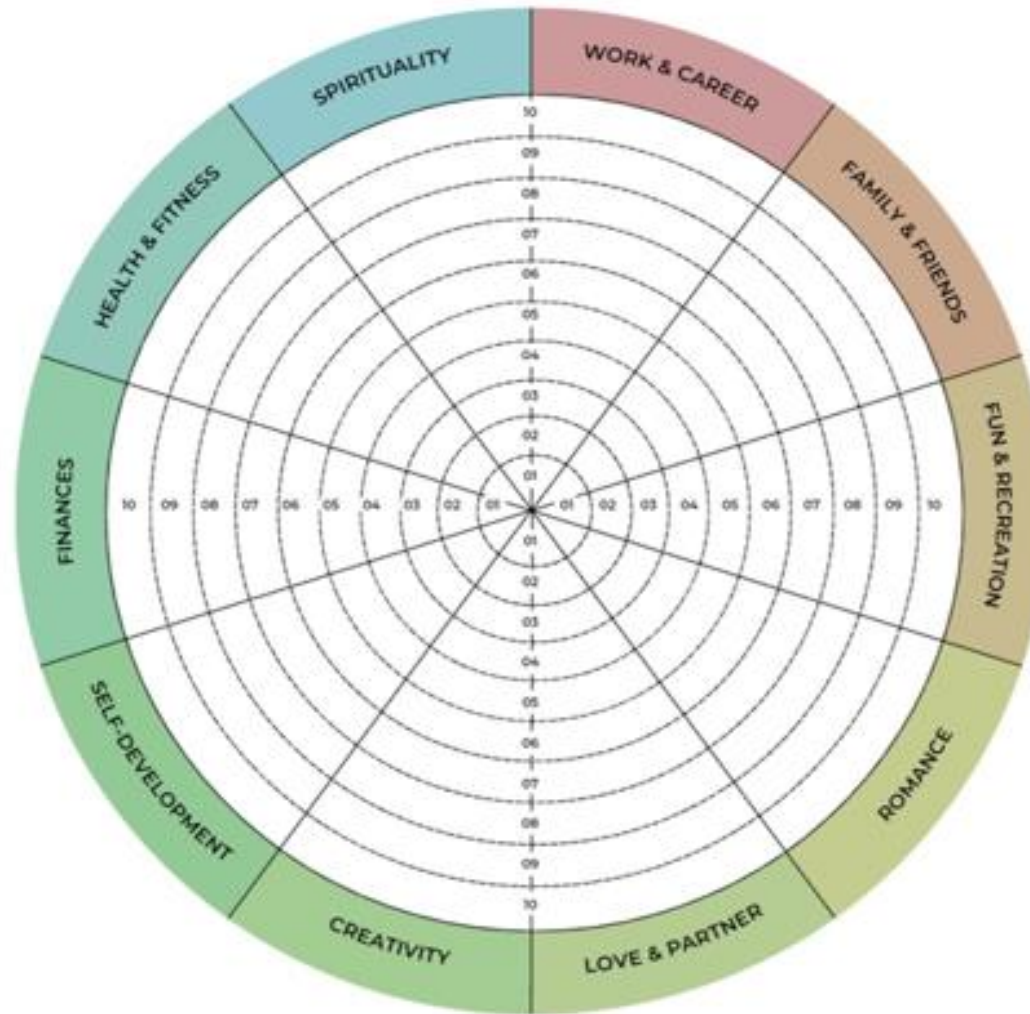 SPIRITUALITY
WORK & CAREER
HEALTH & FITNESS
FAMILY & FRIENDS
FINANCES
FUN & RECREATION
SELF-DEVELOPMENT
ROMANCE
CREATIVITY
LOVE & PARTNER
10
09
08
07
06
05
04
03
02
01
10 09 08 07 06 05 04 03 02 01 01 02 03 04 05 06 07 08 09 10
01
02
03
04
05
06
07
08
09
10